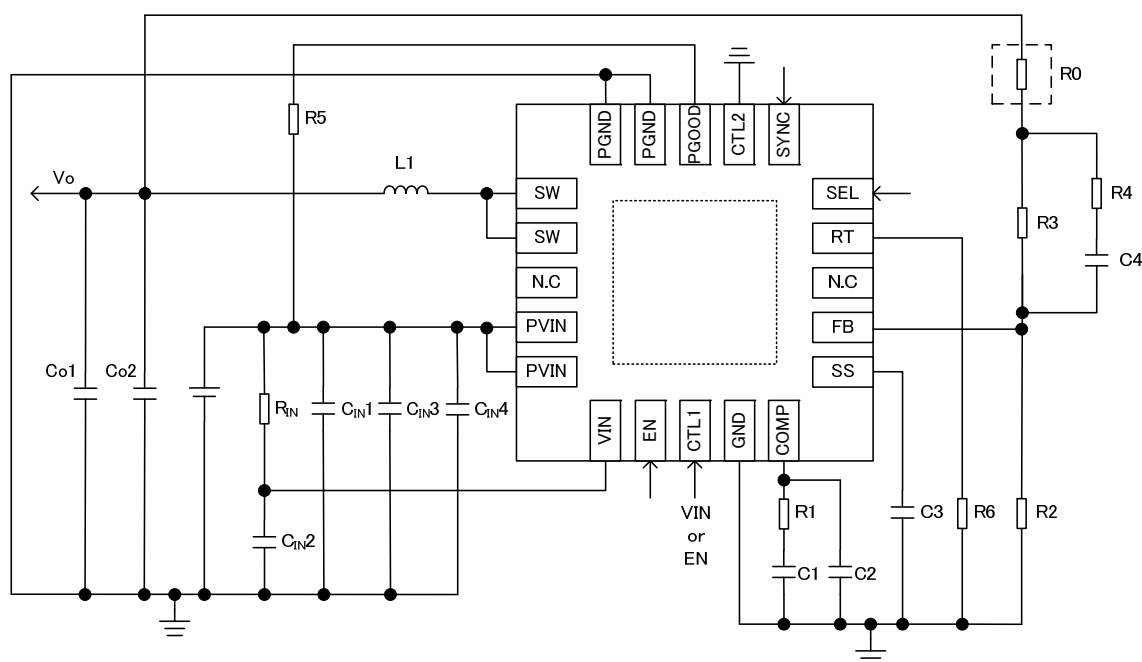 R0
R5
PGND
PGND
PGOOD
CTL2
SYNC
L1
Vo
SW
SEL
R4
SW
RT
R3
C4
N.C
N.C
PVIN
FB
Co1
Co2
PVIN
SS
RIN
CIN1
CIN3
CIN4
VIN
EN
CTL1
GND
COMP
VIN
or
EN
R1
C3
R6
R2
CIN2
C1
C2